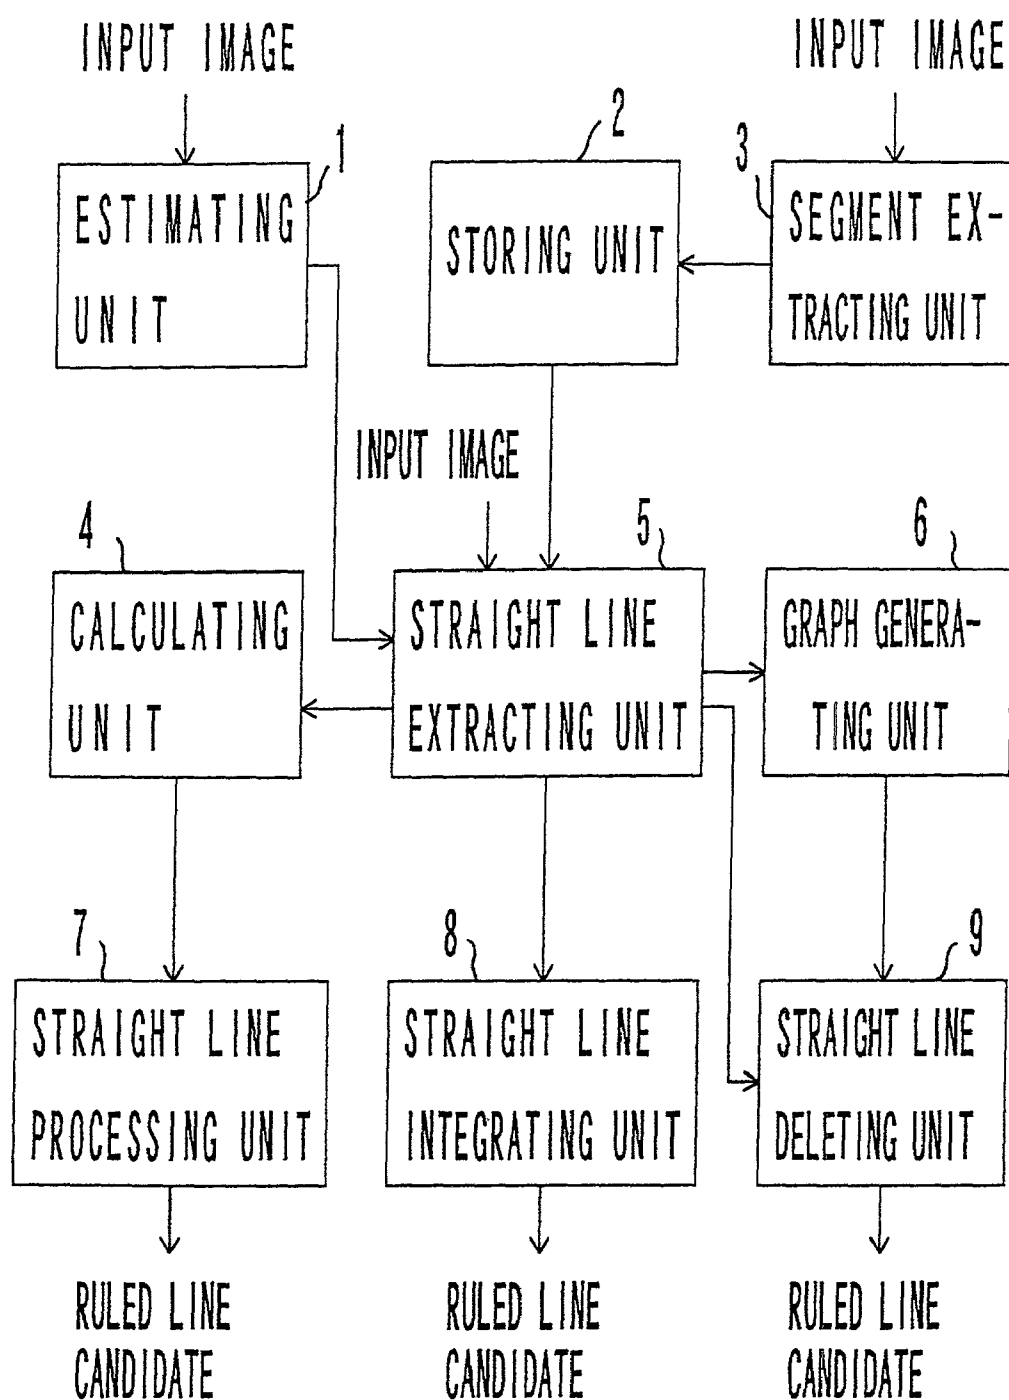 INPUT IMAGE
INPUT IMAGE
1
2
3
ESTIMATING
UNIT
STORING UNIT
SEGMENT EX-
TRACTING UNIT
INPUT IMAGE
4
5
6
CALCULATING
UNIT
STRAIGHT LINE
EXTRACTING UNIT
GRAPH GENERA-
TING UNIT
7
8
9
STRAIGHT LINE
PROCESSING UNIT
STRAIGHT LINE
INTEGRATING UNIT
STRAIGHT LINE
DELETING UNIT
RULED LINE
CANDIDATE
RULED LINE
CANDIDATE
RULED LINE
CANDIDATE